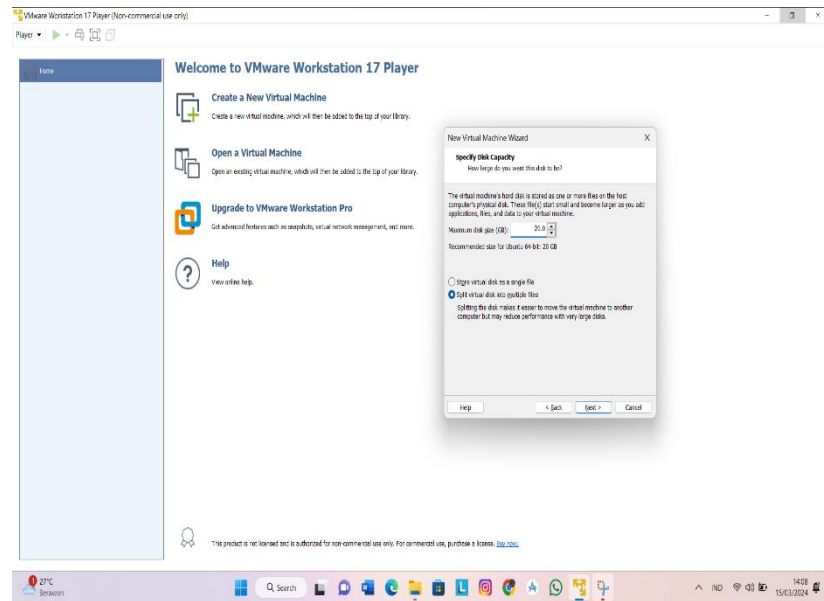 VMware Workstation 17 Player (Non-commercial use only)
Player
Home
Welcome to VMware Workstation 17 Player
Create a New Virtual Machine
Create a new virtual machine, which will then be added to the top of your library.
Open a Virtual Machine
Open an existing virtual machine, which will then be added to the top of your library.
Upgrade to VMware Workstation Pro
Get advanced features such as snapshots, virtual network management, and more.
Help
View online help.
This product is not licensed and is authorized for non-commercial use only. For commercial use, purchase a license. Buy now.
New Virtual Machine Wizard
Specify Disk Capacity
How large do you want this disk to be?
The virtual machine's hard disk is stored as one or more files on the host
computer's physical disk. These file(s) start small and become larger as you add
applications, files, and data to your virtual machine.
Maximum disk size (GB): 20.0
Recommended size for Ubuntu 64-bit: 20 GB
Store virtual disk as a single file
Split virtual disk into multiple files
Splitting the disk makes it easier to move the virtual machine to another
computer but may reduce performance with very large disks.
Help < Back Next > Cancel
1
27°C
Berawan
Search
IND
14:08
15/03/2024